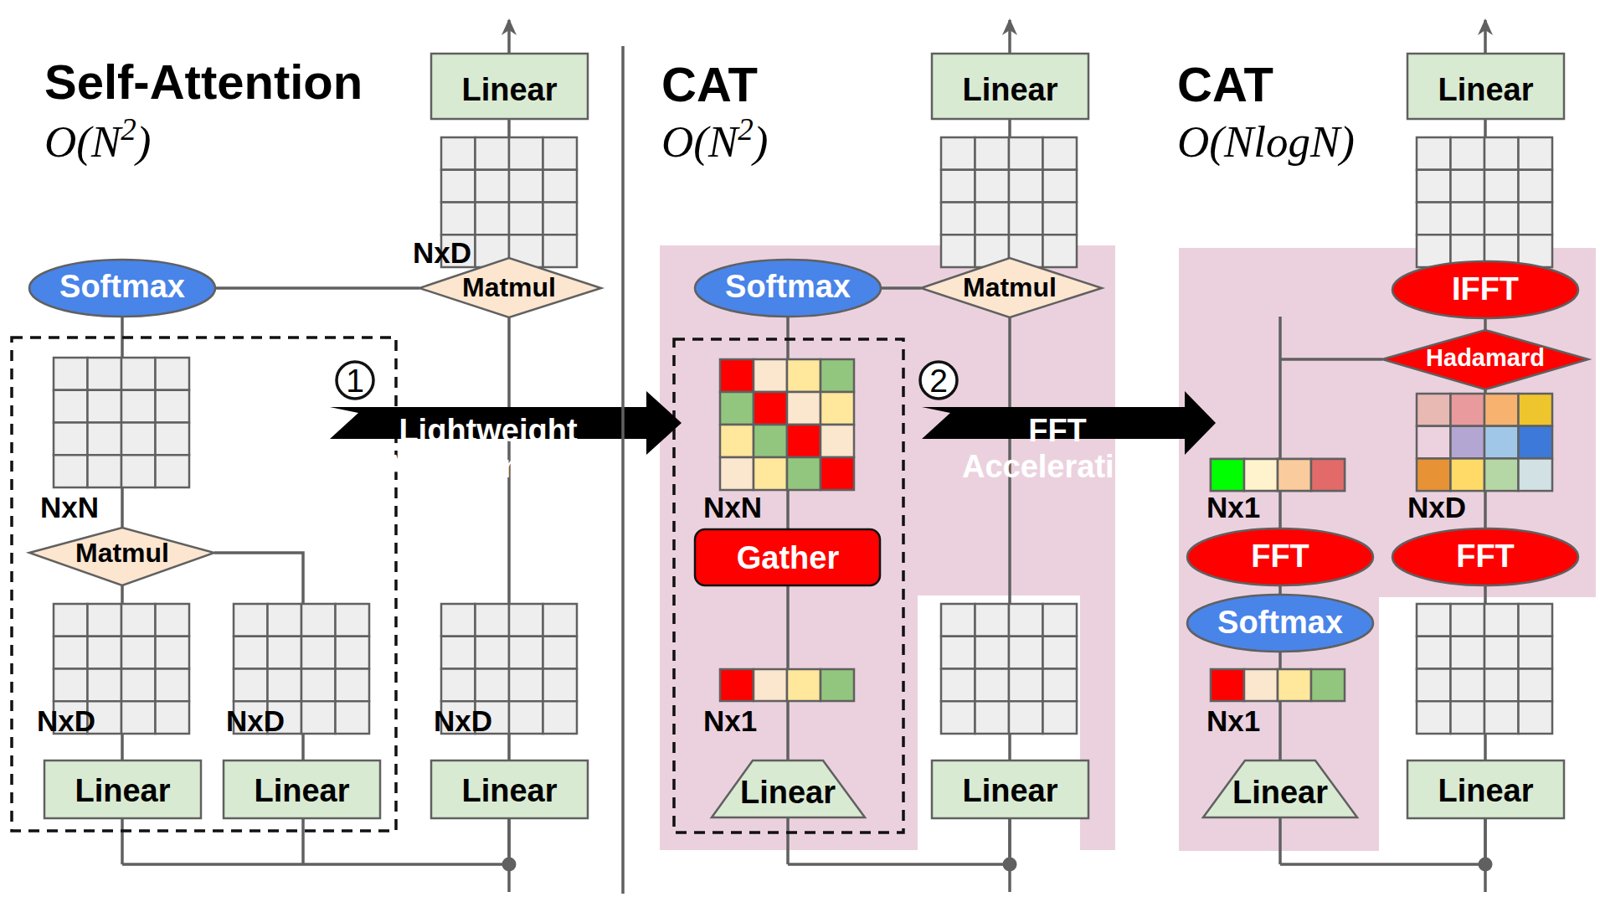 Self-Attention
O(N²)
Linear
NxD
Softmax
Matmul
NxN
Matmul
NxD
NxD
NxD
Linear
Linear
Linear
1
Lightweight
CAT
O(N²)
Linear
Softmax
Matmul
NxN
Gather
Nx1
Linear
Linear
2
FFT
Accelerati
CAT
O(NlogN)
Linear
IFFT
Hadamard
Nx1
NxD
FFT
FFT
Softmax
Nx1
Linear
Linear